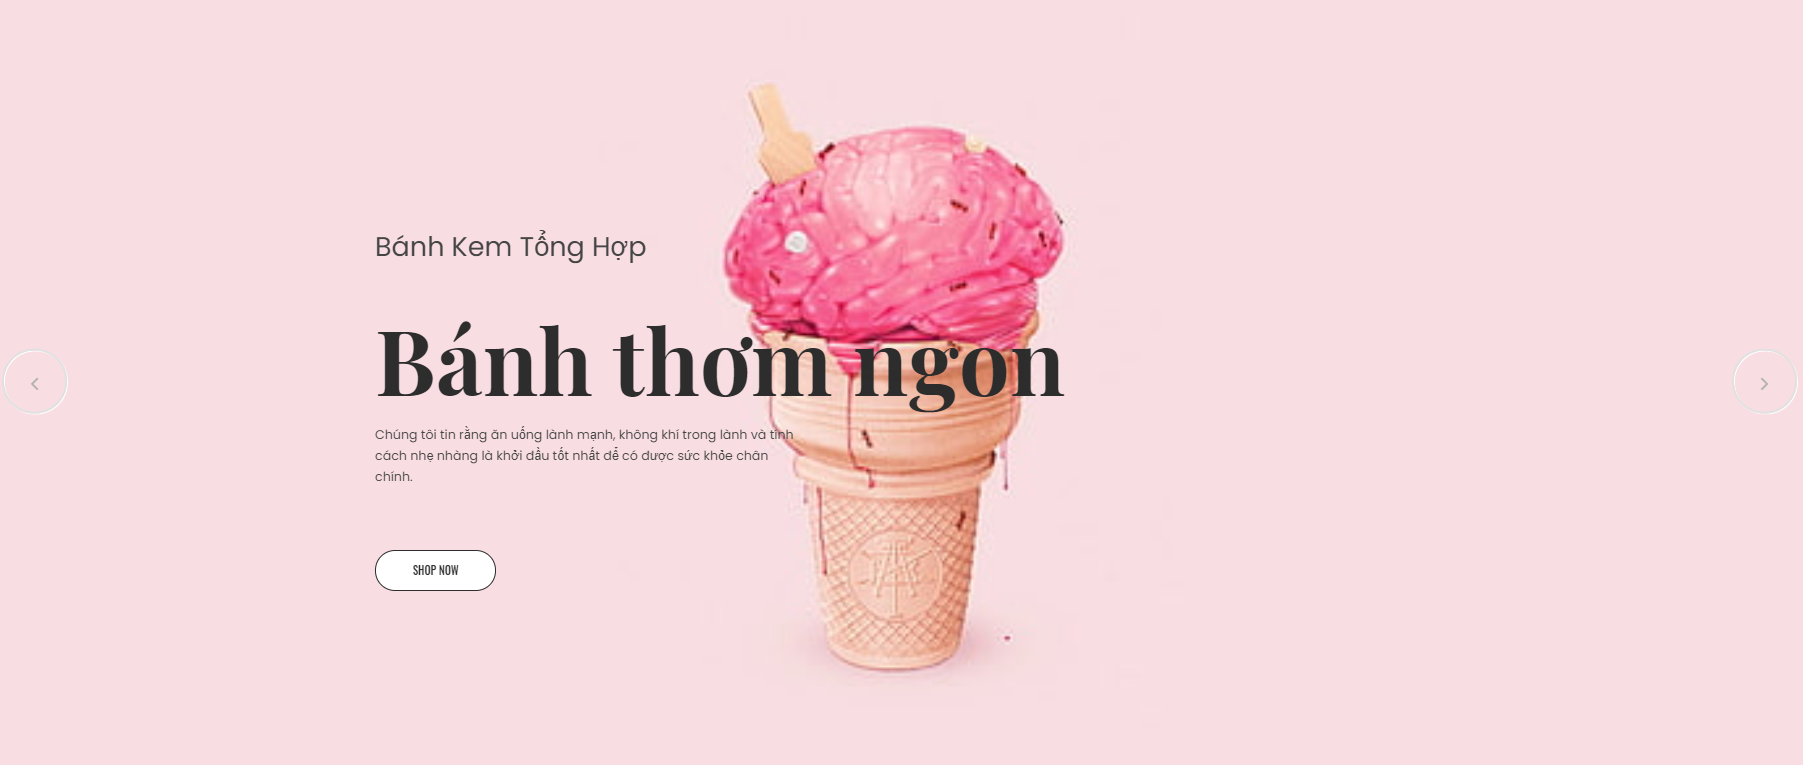 Bánh Kem Tổng Hợp
Bánh thơm ngon
Chúng tôi tin rằng ăn uống lành mạnh, không khí trong lành và tính
cách nhẹ nhàng là khởi đầu tốt nhất để có được sức khỏe chân
chính.
SHOP NOW